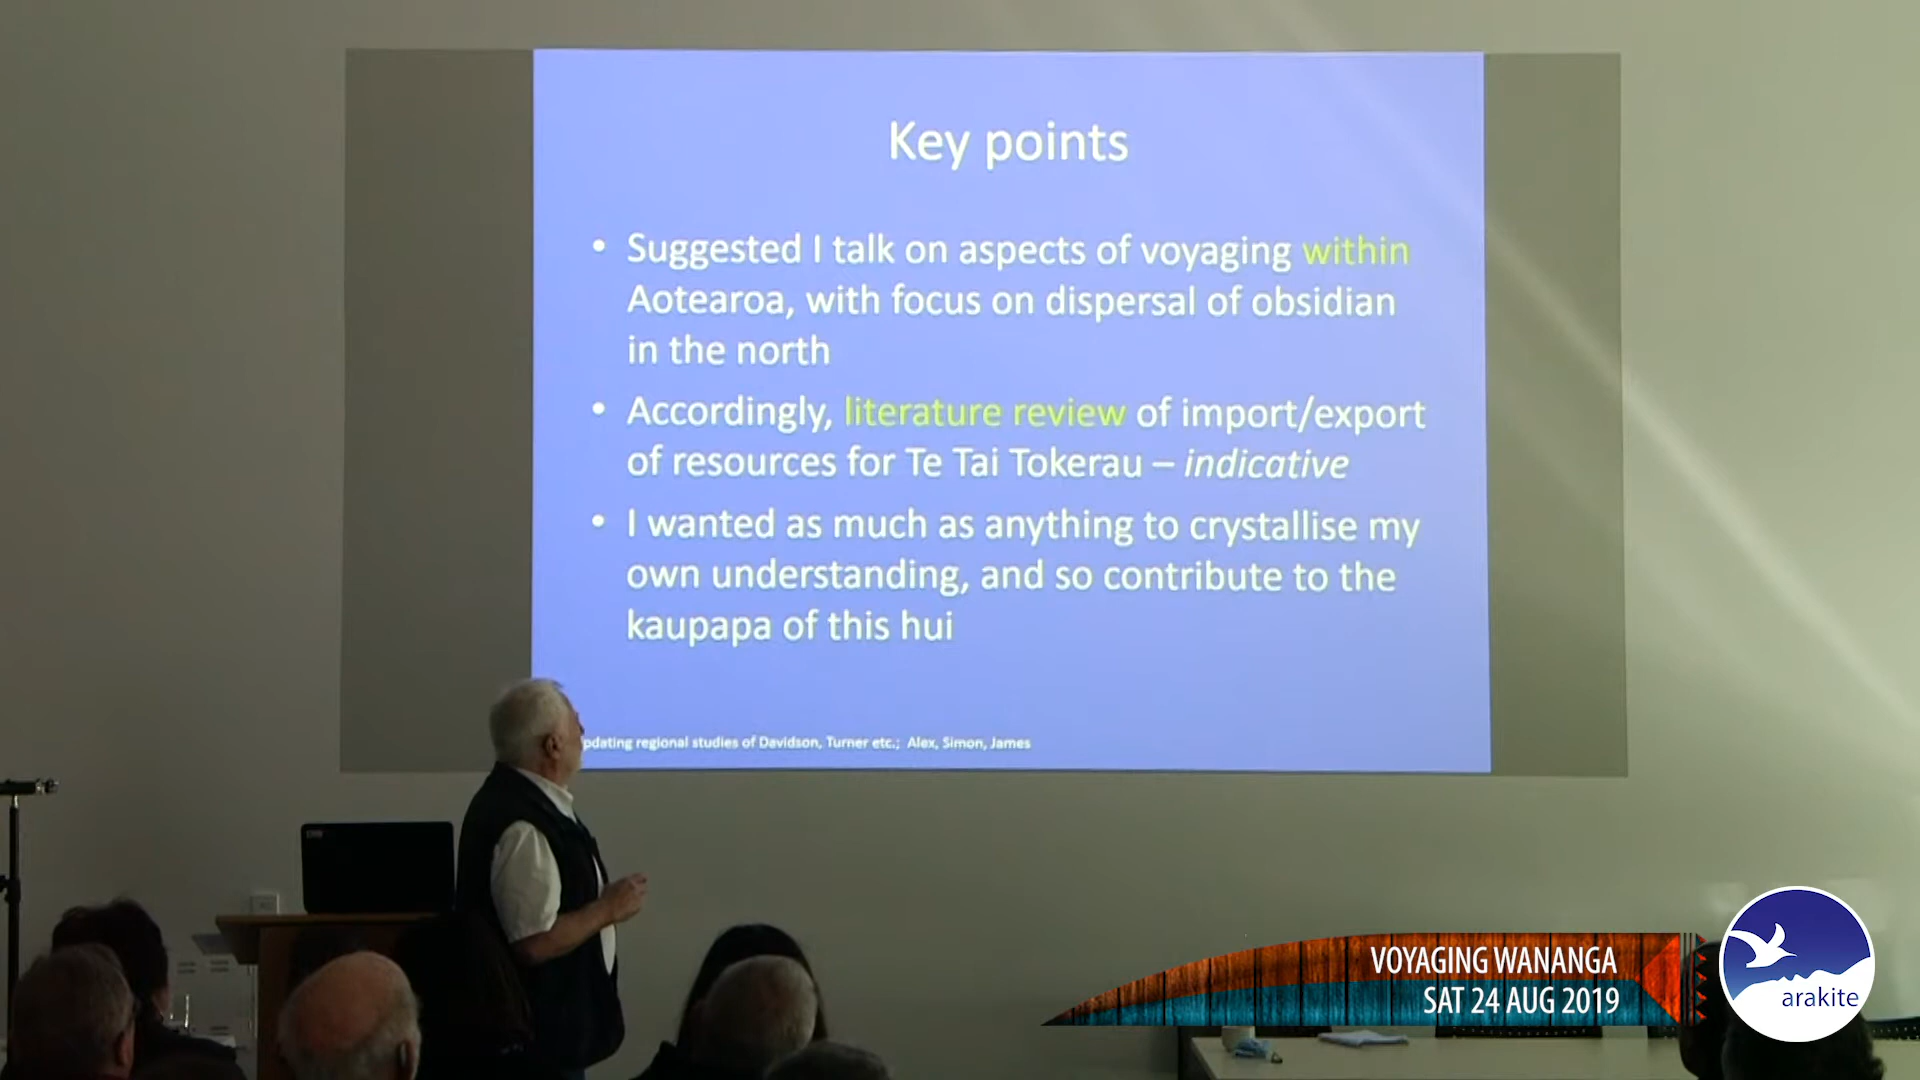 Key points
• Suggested I talk on aspects of voyaging within
Aotearoa, with focus on dispersal of obsidian
in the north
• Accordingly, literature review of import/export
of resources for Te Tai Tokerau – indicative
• I wanted as much as anything to crystallise my
own understanding, and so contribute to the
kaupapa of this hui
pdating regional studies of Davidson, Turner etc.; Alex, Simon, James
VOYAGING WANANGA
SAT 24 AUG 2019
arakite